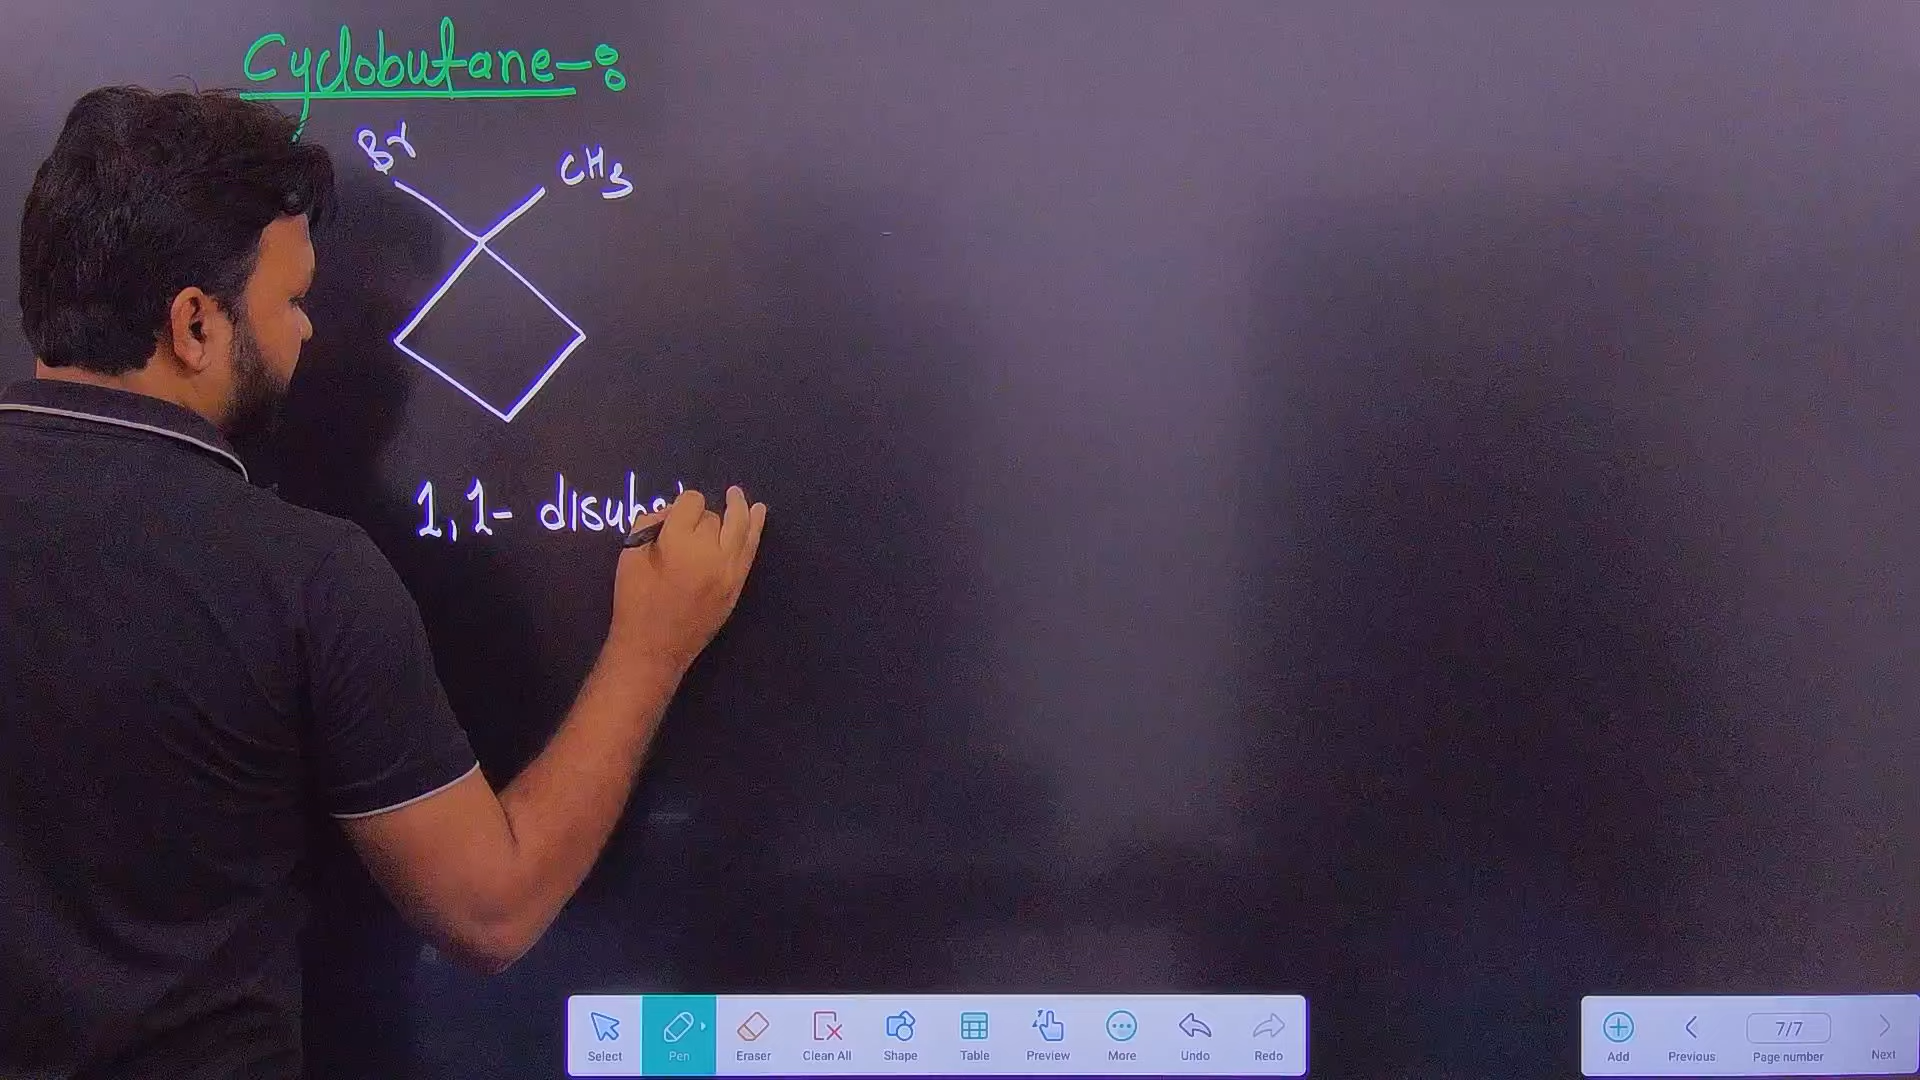 Cyclobutane-:
Br
CH3
1,1-
Select
Pen
Eraser
Clean All
Shape
Table
Preview
More
Undo
Redo
Add
Previous
7/7
Page number
Next